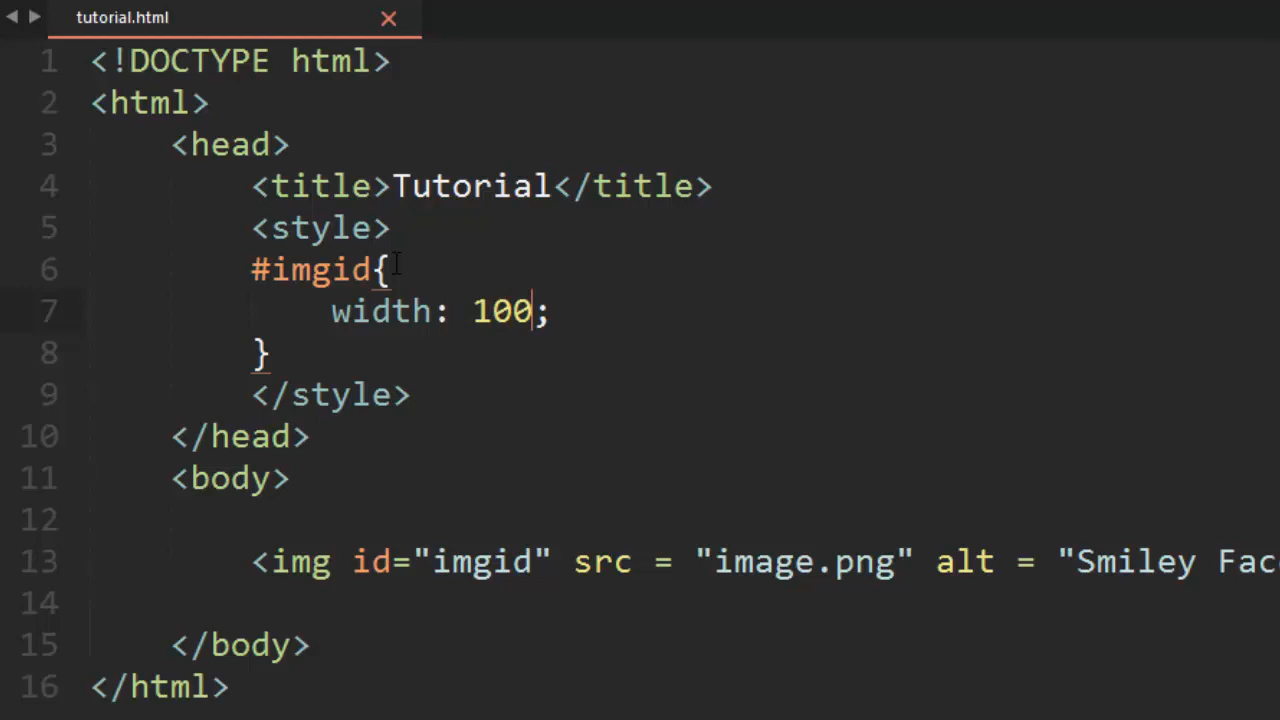 tutorial.html
1 <!DOCTYPE html>
2 <html>
3 <head>
4 <title>Tutorial</title>
5 <style>
6 #imgid{
7 width: 100;
8 }
9 </style>
10 </head>
11 <body>
12
13 <img id="imgid" src = "image.png" alt = "Smiley Fac
14
15 </body>
16 </html>